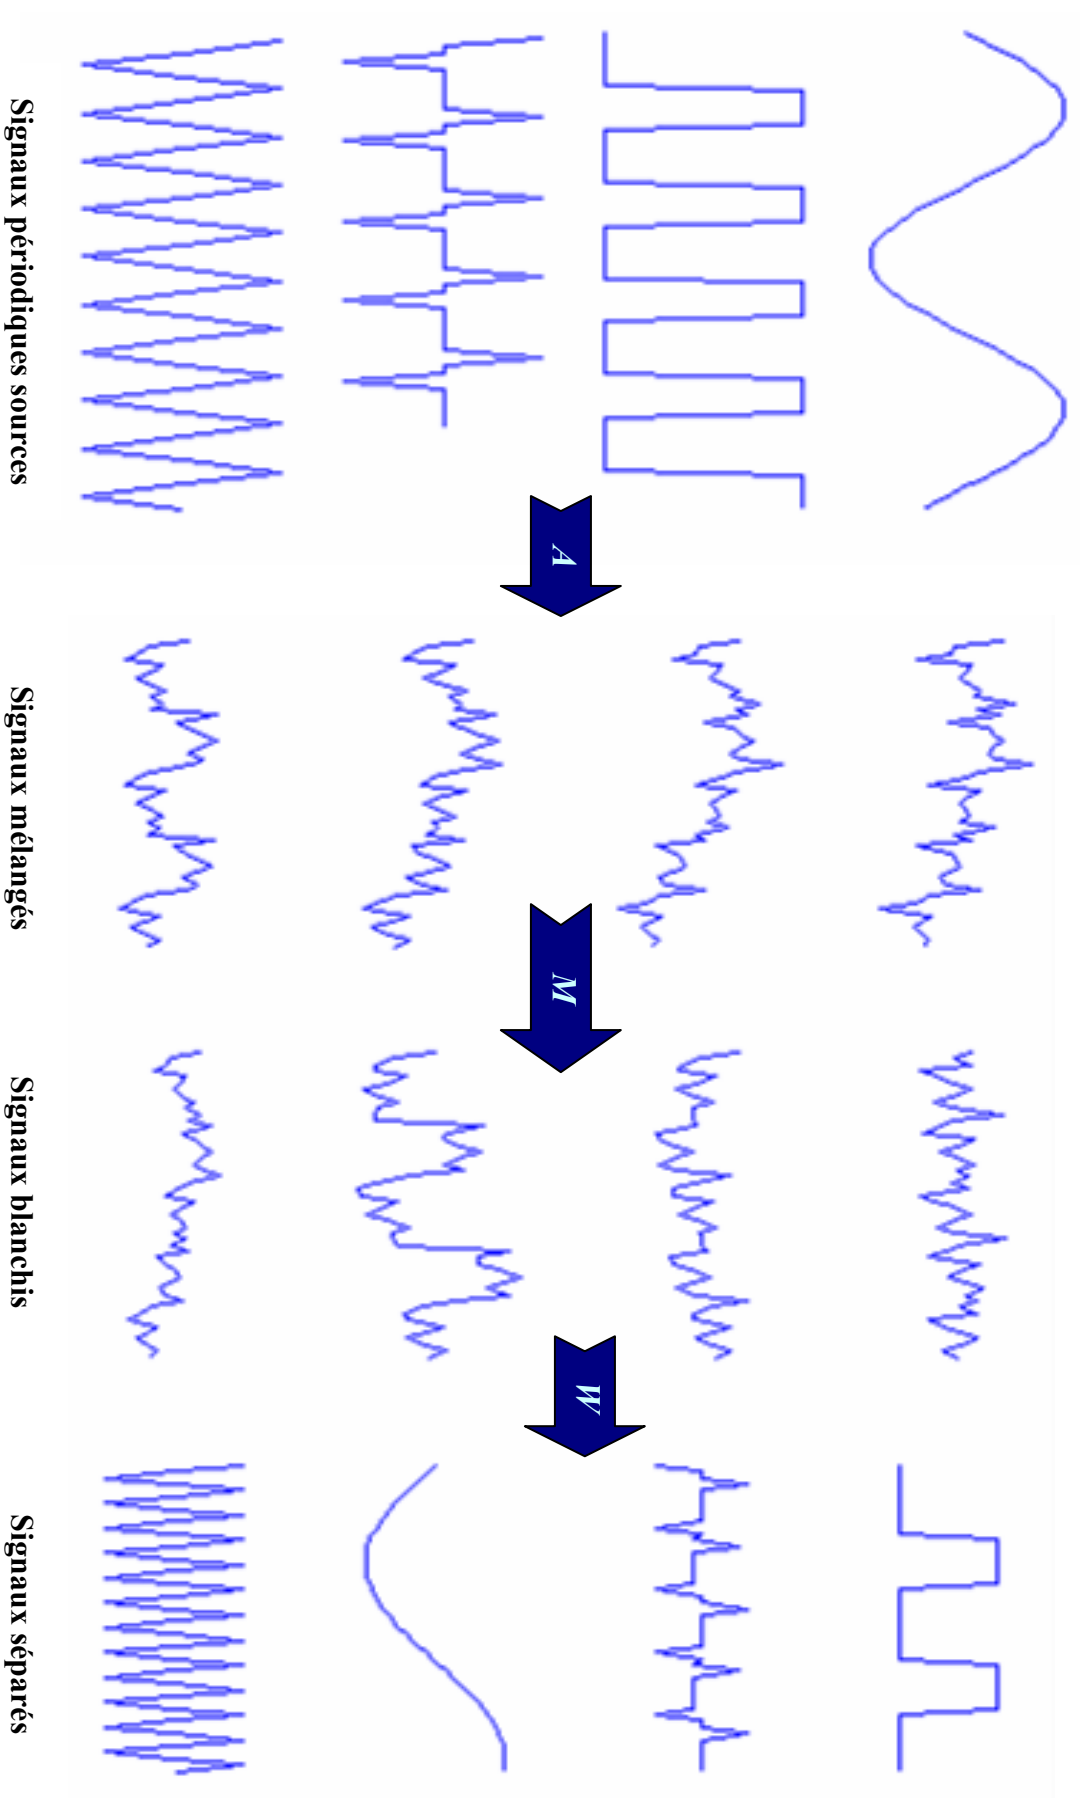 A
M
W
Signaux périodiques sources
Signaux mélangés
Signaux blanchis
Signaux séparés